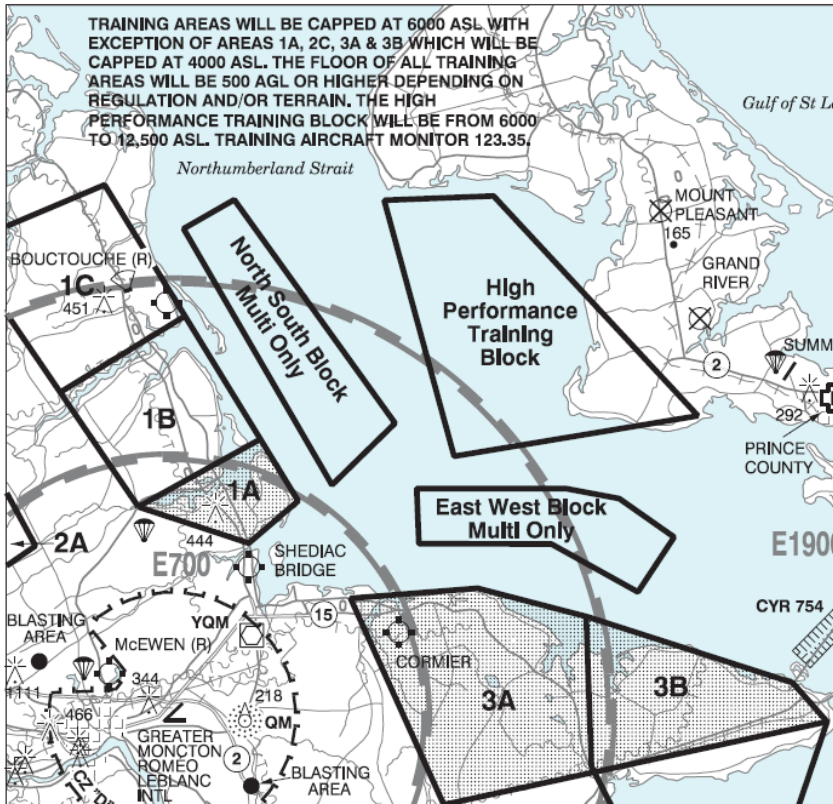 TRAINING AREAS WILL BE CAPPED AT 6000 ASL WITH
EXCEPTION OF AREAS 1A, 2C, 3A & 3B WHICH WILL BE
CAPPED AT 4000 ASL. THE FLOOR OF ALL TRAINING
AREAS WILL BE 500 AGL OR HIGHER DEPENDING ON
REGULATION AND/OR TERRAIN. THE HIGH
PERFORMANCE TRAINING BLOCK WILL BE FROM 6000
TO 12,500 ASL. TRAINING AIRCRAFT MONITOR 123.35.
Gulf of St L
Northumberland Strait
MOUNT
PLEASANT
165
BOUCTOUCHE (R)
1C
451
North South Block
Multi Only
High
Performance
Training
Block
GRAND
RIVER
2
SUMM
292
PRINCE
COUNTY
1B
1A
444
2A
E700
SHEDIAC
BRIDGE
East West Block
Multi Only
E1900
CYR 754
BLASTING
AREA
McEWEN (R)
YQM
15
CORMIER
3A
3B
1111
344
466
218
QM
GREATER
MONCTON
ROMEO
LEBLANC
INTL
2
BLASTING
AREA